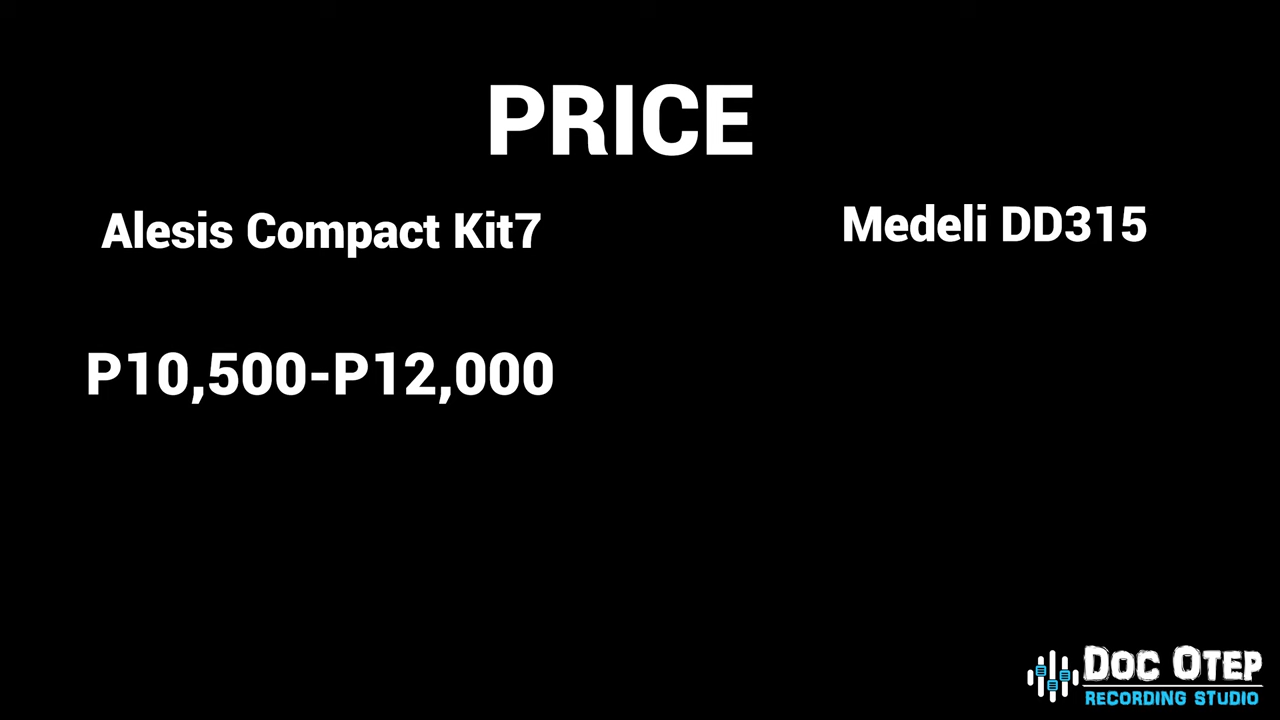 PRICE
Alesis Compact Kit7
Medeli DD315
P10,500-P12,000
DOC OTEP
RECORDING STUDIO